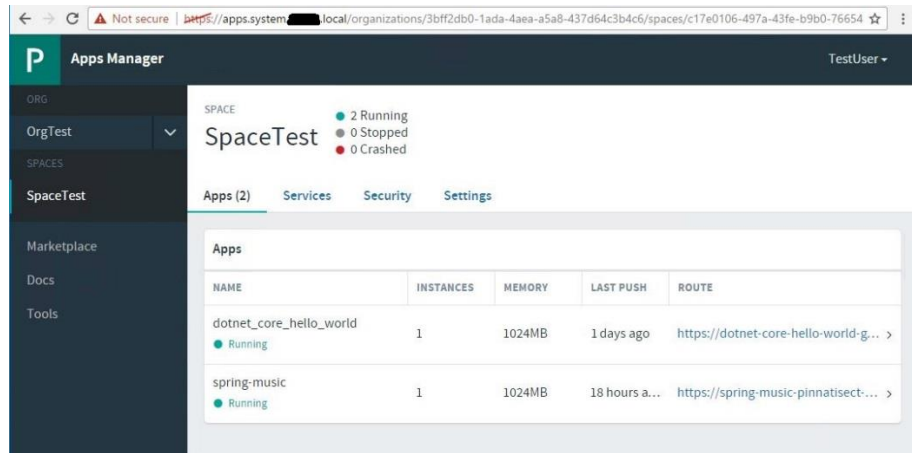 Not secure | https://apps.system. .local/organizations/3bff2db0-1ada-4aea-a5a8-437d64c3b4c6/spaces/c17e0106-497a-43fe-b9b0-76654
P Apps Manager
TestUser
ORG
OrgTest
SPACES
SpaceTest
Marketplace
Docs
Tools
SPACE
SpaceTest
2 Running
0 Stopped
0 Crashed
Apps (2) Services Security Settings
Apps
NAME INSTANCES MEMORY LAST PUSH ROUTE
dotnet_core_hello_world 1 1024MB 1 days ago https://dotnet-core-hello-world-g...
Running
spring-music 1 1024MB 18 hours a... https://spring-music-pinnatisect-...
Running